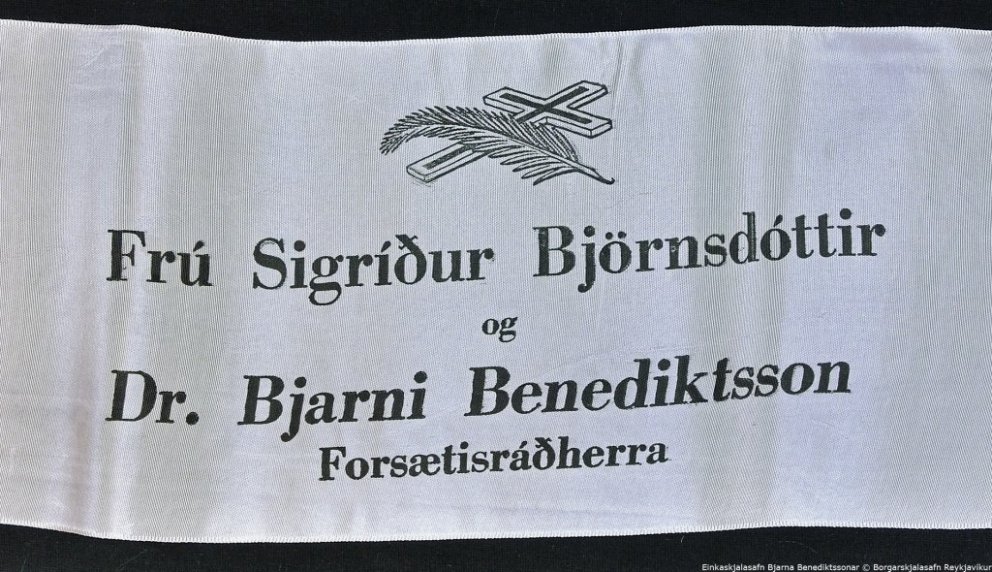 Frú Sigríður Björnsdóttir
og
Dr. Bjarni Benediktsson
Forsætisráðherra
Einkaskjalasafn Bjarna Benediktssonar © Borgarskjalasafn Reykjavíkur